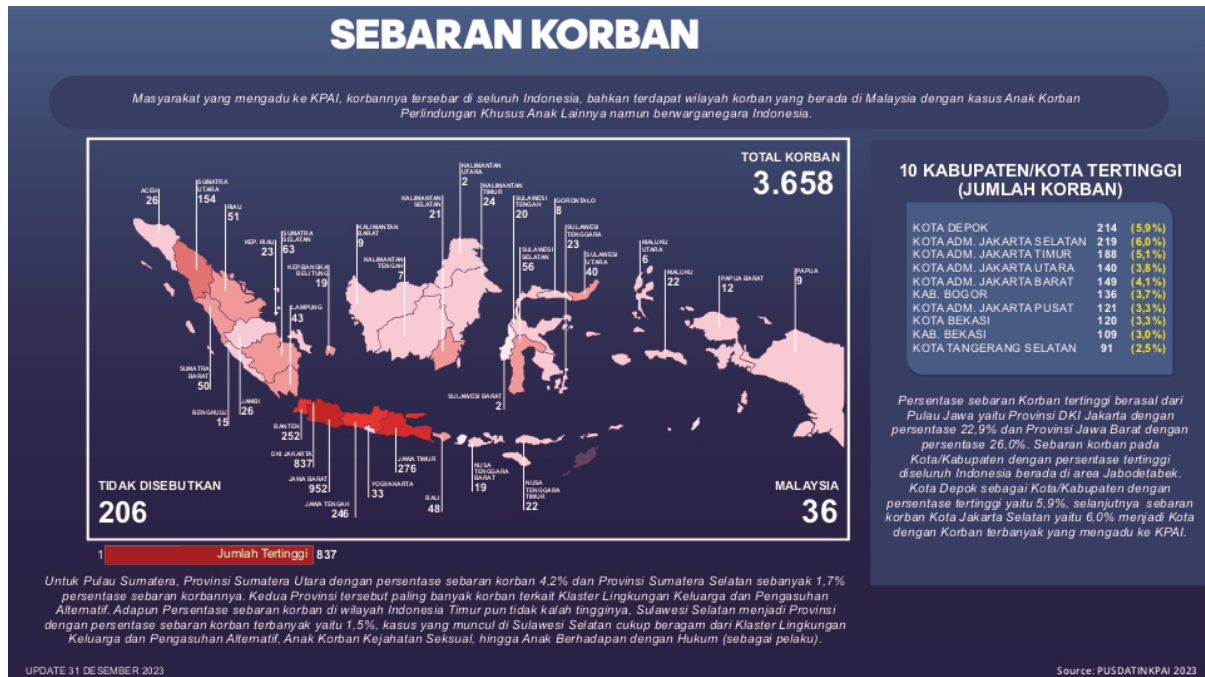 SEBARAN KORBAN
Masyarakat yang mengadu ke KPAI, korbannya tersebar di seluruh Indonesia, bahkan terdapat wilayah korban yang berada di Malaysia dengan kasus Anak Korban
Perlindungan Khusus Anak Lainnya namun berwarganegara Indonesia.
TOTAL KORBAN
3.658
ACEH
26
SUMATRA
UTARA
154
RIAU
51
KEP. RIAU
23
SUMATRA
SELATAN
63
KEP.BANGKA
BELITUNG
19
LAMPUNG
43
KALIMANTAN
BARAT
9
KALIMANTAN
TENGAH
7
KALIMANTAN
SELATAN
21
KALIMANTAN
UTARA
2
KALIMANTAN
TIMUR
24
SULAWESI
TENGAH
20
SULAWESI
SELATAN
56
GORONTALO
8
SULAWESI
TENGGARA
23
SULAWESI
UTARA
40
MALUKU
UTARA
6
MALUKU
22
PAPUA BARAT
12
PAPUA
9
SUMATRA
BARAT
50
BENGKULU
15
JAMBI
26
BANTEN
252
DKI JAKARTA
837
JAWA BARAT
952
JAWA TENGAH
246
YOGYAKARTA
33
JAWA TIMUR
276
BALI
48
NUSA
TENGGARA
BARAT
19
NUSA
TENGGARA
TIMUR
22
SULAWESI BARAT
2
TIDAK DISEBUTKAN
206
MALAYSIA
36
1 Jumlah Tertinggi 837
10 KABUPATEN/KOTA TERTINGGI
(JUMLAH KORBAN)
KOTA DEPOK 214 (5,9%)
KOTA ADM. JAKARTA SELATAN 219 (6,0%)
KOTA ADM. JAKARTA TIMUR 188 (5,1%)
KOTA ADM. JAKARTA UTARA 140 (3,8%)
KOTA ADM. JAKARTA BARAT 149 (4,1%)
KAB. BOGOR 136 (3,7%)
KOTA ADM. JAKARTA PUSAT 121 (3,3%)
KOTA BEKASI 120 (3,3%)
KAB. BEKASI 109 (3,0%)
KOTA TANGERANG SELATAN 91 (2,5%)
Persentase sebaran Korban tertinggi berasal dari
Pulau Jawa yaitu Provinsi DKI Jakarta dengan
persentase 22,9% dan Provinsi Jawa Barat dengan
persentase 26,0%. Sebaran korban pada
Kota/Kabupaten dengan persentase tertinggi
diseluruh Indonesia berada di area Jabodetabek.
Kota Depok sebagai Kota/Kabupaten dengan
persentase tertinggi yaitu 5,9%, selanjutnya sebaran
korban Kota Jakarta Selatan yaitu 6,0% menjadi Kota
dengan Korban terbanyak yang mengadu ke KPAI.
Untuk Pulau Sumatera, Provinsi Sumatera Utara dengan persentase sebaran korban 4,2% dan Provinsi Sumatera Selatan sebanyak 1,7%
persentase sebaran korbannya. Kedua Provinsi tersebut paling banyak korban terkait Klaster Lingkungan Keluarga dan Pengasuhan
Alternatif. Adapun Persentase sebaran korban di wilayah Indonesia Timur pun tidak kalah tingginya, Sulawesi Selatan menjadi Provinsi
dengan persentase sebaran korban terbanyak yaitu 1,5%, kasus yang muncul di Sulawesi Selatan cukup beragam dari Klaster Lingkungan
Keluarga dan Pengasuhan Alternatif, Anak Korban Kejahatan Seksual, hingga Anak Berhadapan dengan Hukum (sebagai pelaku).
UPDATE 31 DESEMBER 2023
Source: PUSDATINKPAI 2023